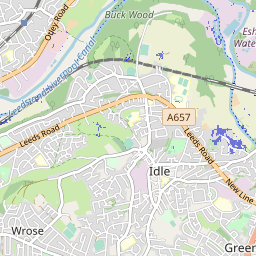 Buck Wood
Otley Road
Esh
Wate
Leeds and Liverpool Canal
A657
Leeds Road
Leeds Road
Idle
New Line
Wrose
Green